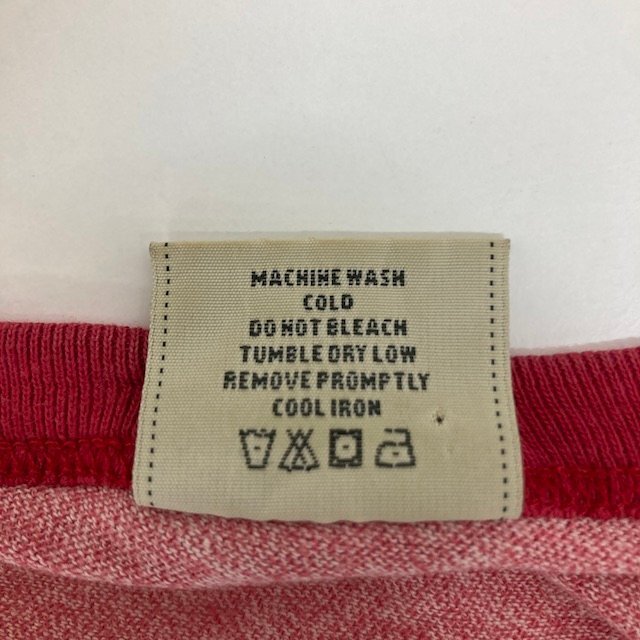 MACHINE WASH
COLD
DO NOT BLEACH
TUMBLE DRY LOW
REMOVE PROMPTLY
COOL IRON